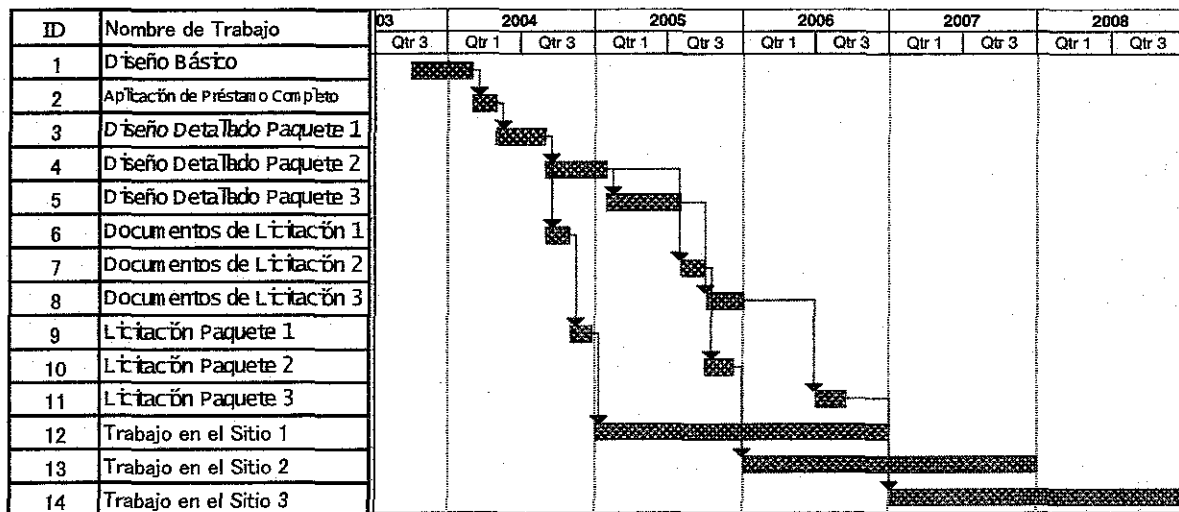 ID Nombre de Trabajo 03 2004 2005 2006 2007 2008
Qtr 3 Qtr 1 Qtr 3 Qtr 1 Qtr 3 Qtr 1 Qtr 3 Qtr 1 Qtr 3 Qtr 1 Qtr 3
1 Diseño Básico
2 Aplicación de Préstamo Completo
3 Diseño Detallado Paquete 1
4 Diseño Detallado Paquete 2
5 Diseño Detallado Paquete 3
6 Documentos de Licitación 1
7 Documentos de Licitación 2
8 Documentos de Licitación 3
9 Licitación Paquete 1
10 Licitación Paquete 2
11 Licitación Paquete 3
12 Trabajo en el Sitio 1
13 Trabajo en el Sitio 2
14 Trabajo en el Sitio 3